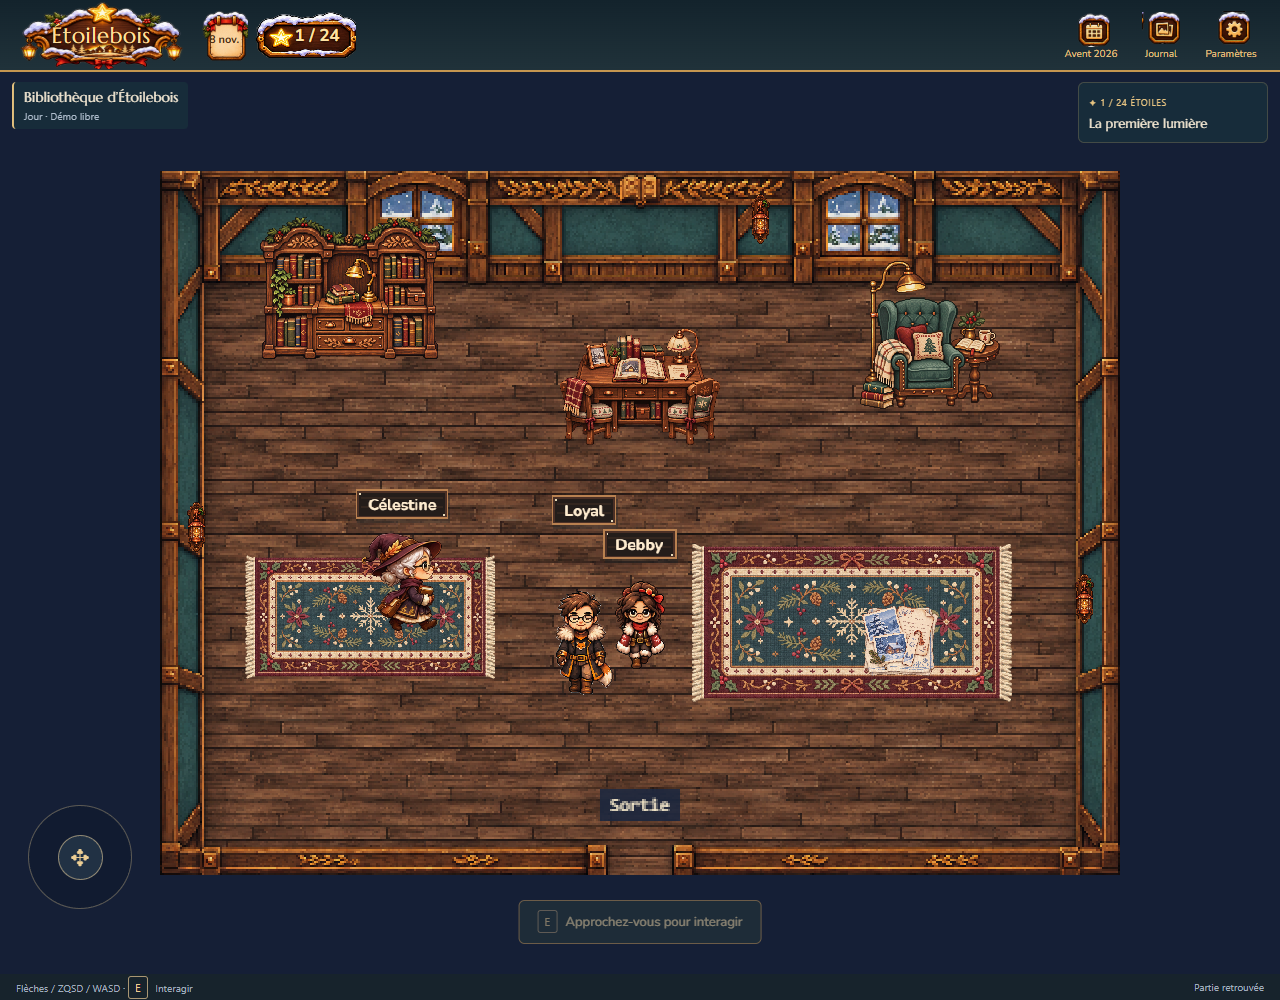 Étoilebois
8 nov.
1 / 24
Avent 2026
Journal
Paramètres
Bibliothèque d'Étoilebois
Jour · Démo libre
✦ 1 / 24 ÉTOILES
La première lumière
Célestine
Loyal
Debby
Sortie
E Approchez-vous pour interagir
Flèches / ZQSD / WASD · E Interagir
Partie retrouvée